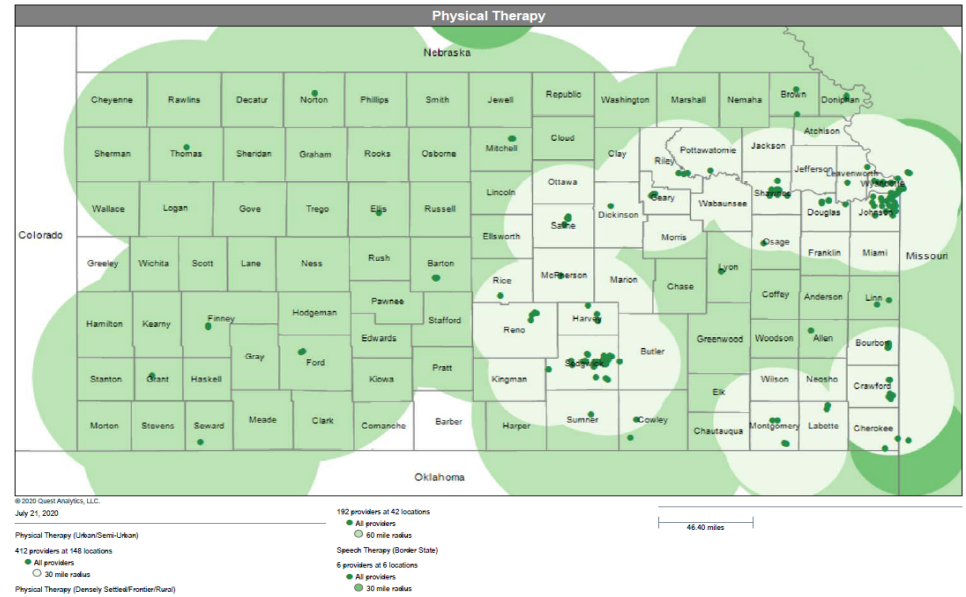 Physical Therapy
Nebraska
Cheyenne Rawlins Decatur Norton Phillips Smith Jewell Republic Washington Marshall Nemaha Brown Doniphan
Atchison
Sherman Thomas Sheridan Graham Rooks Osborne Mitchell Cloud Clay Riley Pottawatomie Jackson Jefferson Leavenworth
Wyandotte
Wallace Logan Gove Trego Ellis Russell Lincoln Ottawa Dickinson Geary Wabaunsee Shawnee Douglas Johnson
Colorado
Ellsworth Saline Morris Osage Franklin Miami Missouri
Greeley Wichita Scott Lane Ness Rush Barton Rice McPherson Marion Chase Lyon Coffey Anderson Linn
Hamilton Kearny Finney Hodgeman Pawnee Stafford Reno Harvey
Gray Ford Edwards Pratt Kingman Sedgwick Butler Greenwood Woodson Allen Bourbon
Stanton Grant Haskell Kiowa Elk Wilson Neosho Crawford
Morton Stevens Seward Meade Clark Comanche Barber Harper Sumner Cowley Chautauqua Montgomery Labette Cherokee
Oklahoma
© 2020 Quest Analytics, LLC.
July 21, 2020
Physical Therapy (Urban/Semi-Urban)
412 providers at 148 locations
All providers
30 mile radius
Physical Therapy (Densely Settled/Frontier/Rural)
192 providers at 42 locations
All providers
60 mile radius
Speech Therapy (Border State)
6 providers at 6 locations
All providers
30 mile radius
46.40 miles